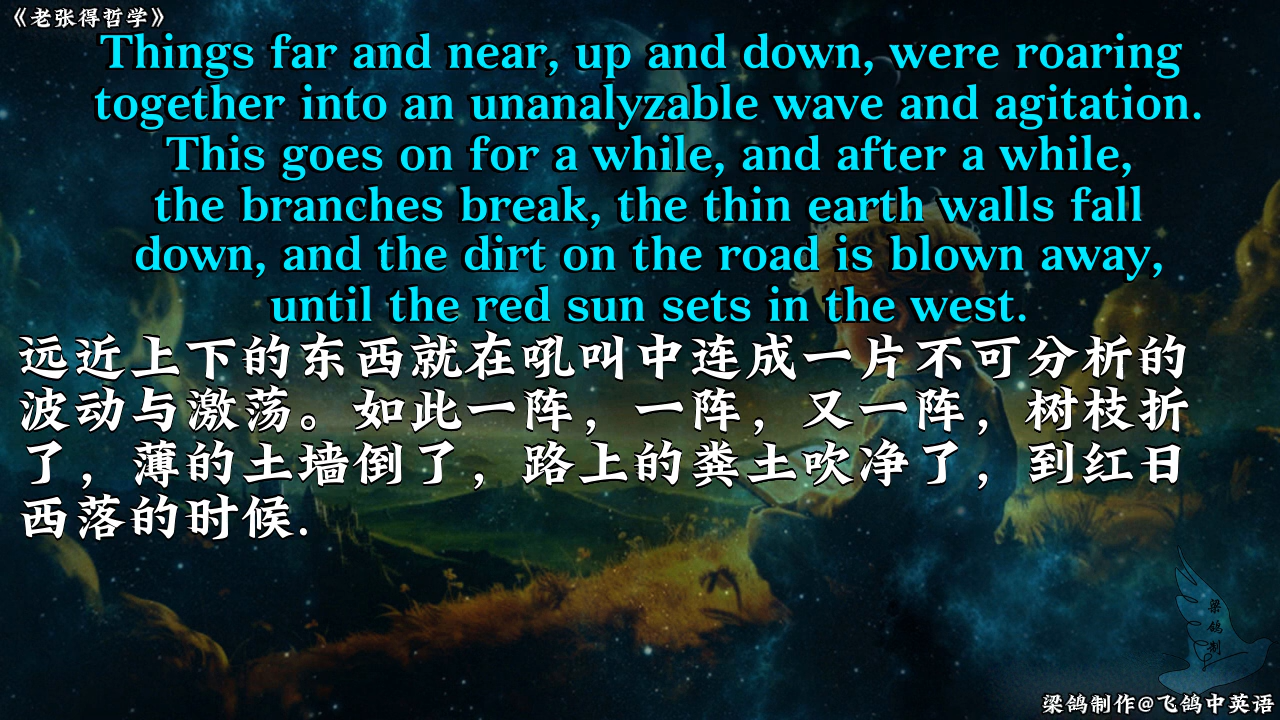 《老张得哲学》
Things far and near, up and down, were roaring
together into an unanalyzable wave and agitation.
This goes on for a while, and after a while,
the branches break, the thin earth walls fall
down, and the dirt on the road is blown away,
until the red sun sets in the west.
远近上下的东西就在吼叫中连成一片不可分析的
波动与激荡。如此一阵，一阵，又一阵，树枝折
了，薄的土墙倒了，路上的粪土吹净了，到红日
西落的时候.
梁
鸽
制
梁鸽制作@飞鸽中英语